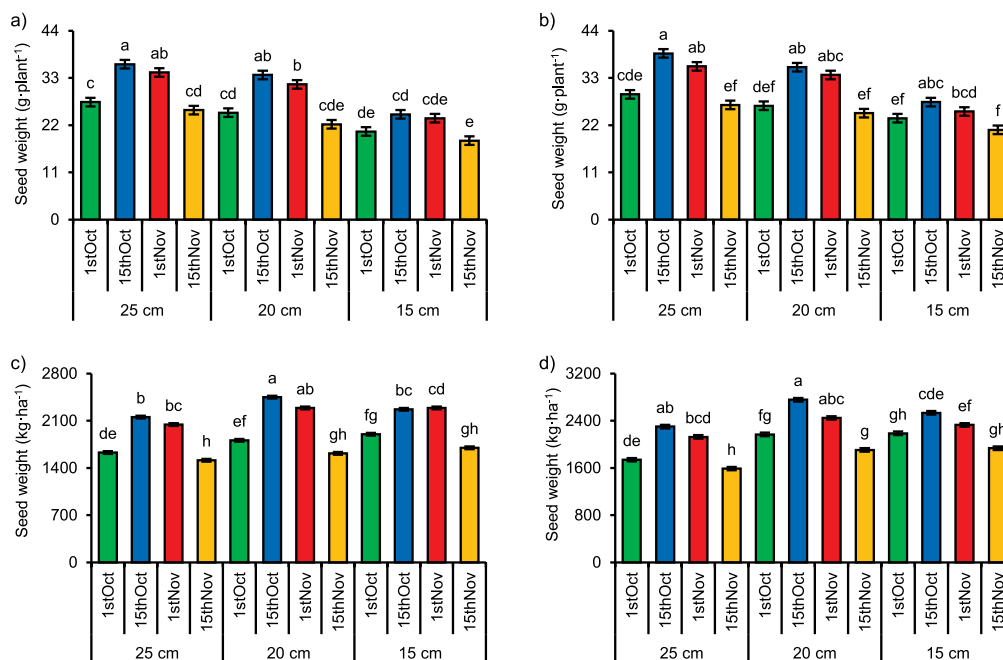 a)
Seed weight (g·plant⁻¹)
44
33
22
11
0
c a ab cd cd ab b cde de cd cde e
1stOct 15thOct 1stNov 15thNov 1stOct 15thOct 1stNov 15thNov 1stOct 15thOct 1stNov 15thNov
25 cm 20 cm 15 cm
b)
Seed weight (g·plant⁻¹)
44
33
22
11
0
cde a ab ef def ab abc ef ef abc bcd f
1stOct 15thOct 1stNov 15thNov 1stOct 15thOct 1stNov 15thNov 1stOct 15thOct 1stNov 15thNov
25 cm 20 cm 15 cm
c)
Seed weight (kg·ha⁻¹)
2800
2100
1400
700
0
de b bc h ef a ab gh fg bc cd gh
1stOct 15thOct 1stNov 15thNov 1stOct 15thOct 1stNov 15thNov 1stOct 15thOct 1stNov 15thNov
25 cm 20 cm 15 cm
d)
Seed weight (kg·ha⁻¹)
3200
2400
1600
800
0
de ab bcd h fg a abc g gh cde ef gh
1stOct 15thOct 1stNov 15thNov 1stOct 15thOct 1stNov 15thNov 1stOct 15thOct 1stNov 15thNov
25 cm 20 cm 15 cm